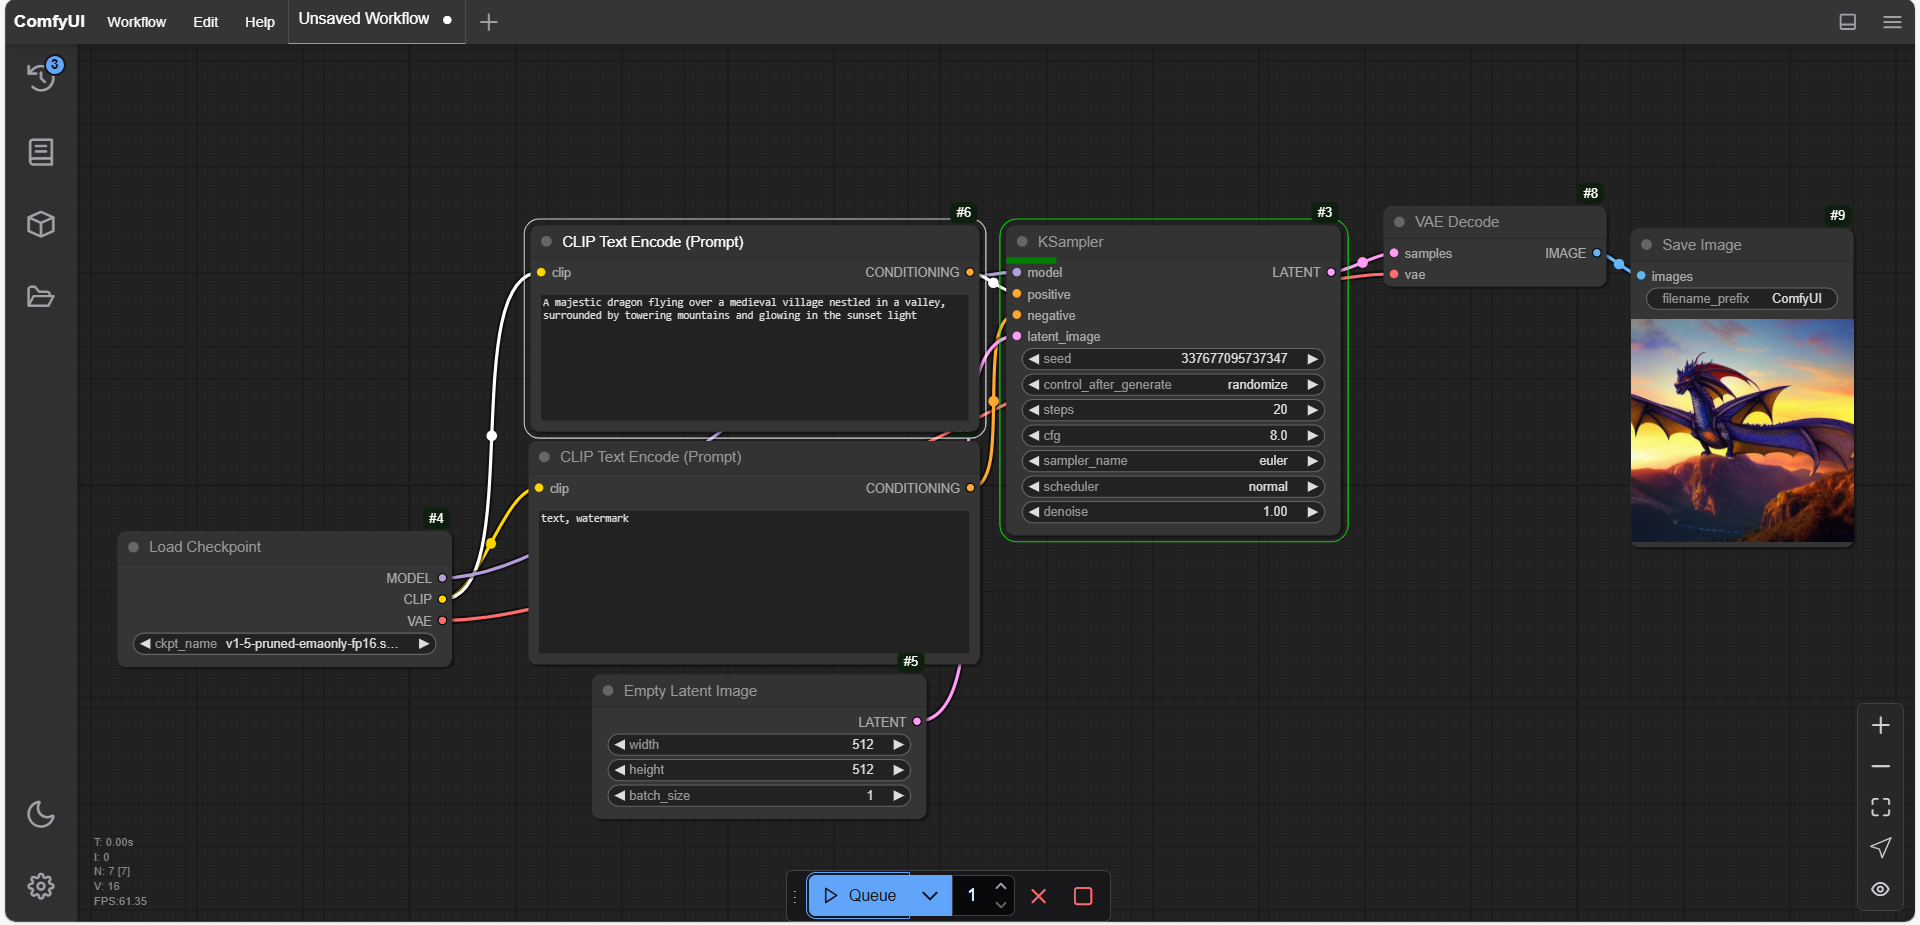 ComfyUI Workflow Edit Help Unsaved Workflow
3
#6
CLIP Text Encode (Prompt)
clip CONDITIONING
A majestic dragon flying over a medieval village nestled in a valley,
surrounded by towering mountains and glowing in the sunset light
#3
KSampler
model LATENT
positive
negative
latent_image
seed 337677095737347
control_after_generate randomize
steps 20
cfg 8.0
sampler_name euler
scheduler normal
denoise 1.00
#8
VAE Decode
samples IMAGE
vae
#9
Save Image
images
filename_prefix ComfyUI
CLIP Text Encode (Prompt)
clip CONDITIONING
text, watermark
#4
Load Checkpoint
MODEL
CLIP
VAE
ckpt_name v1-5-pruned-emaonly-fp16.s...
#5
Empty Latent Image
LATENT
width 512
height 512
batch_size 1
T: 0.00s
I: 0
N: 7 [7]
V: 16
FPS:61.35
Queue 1